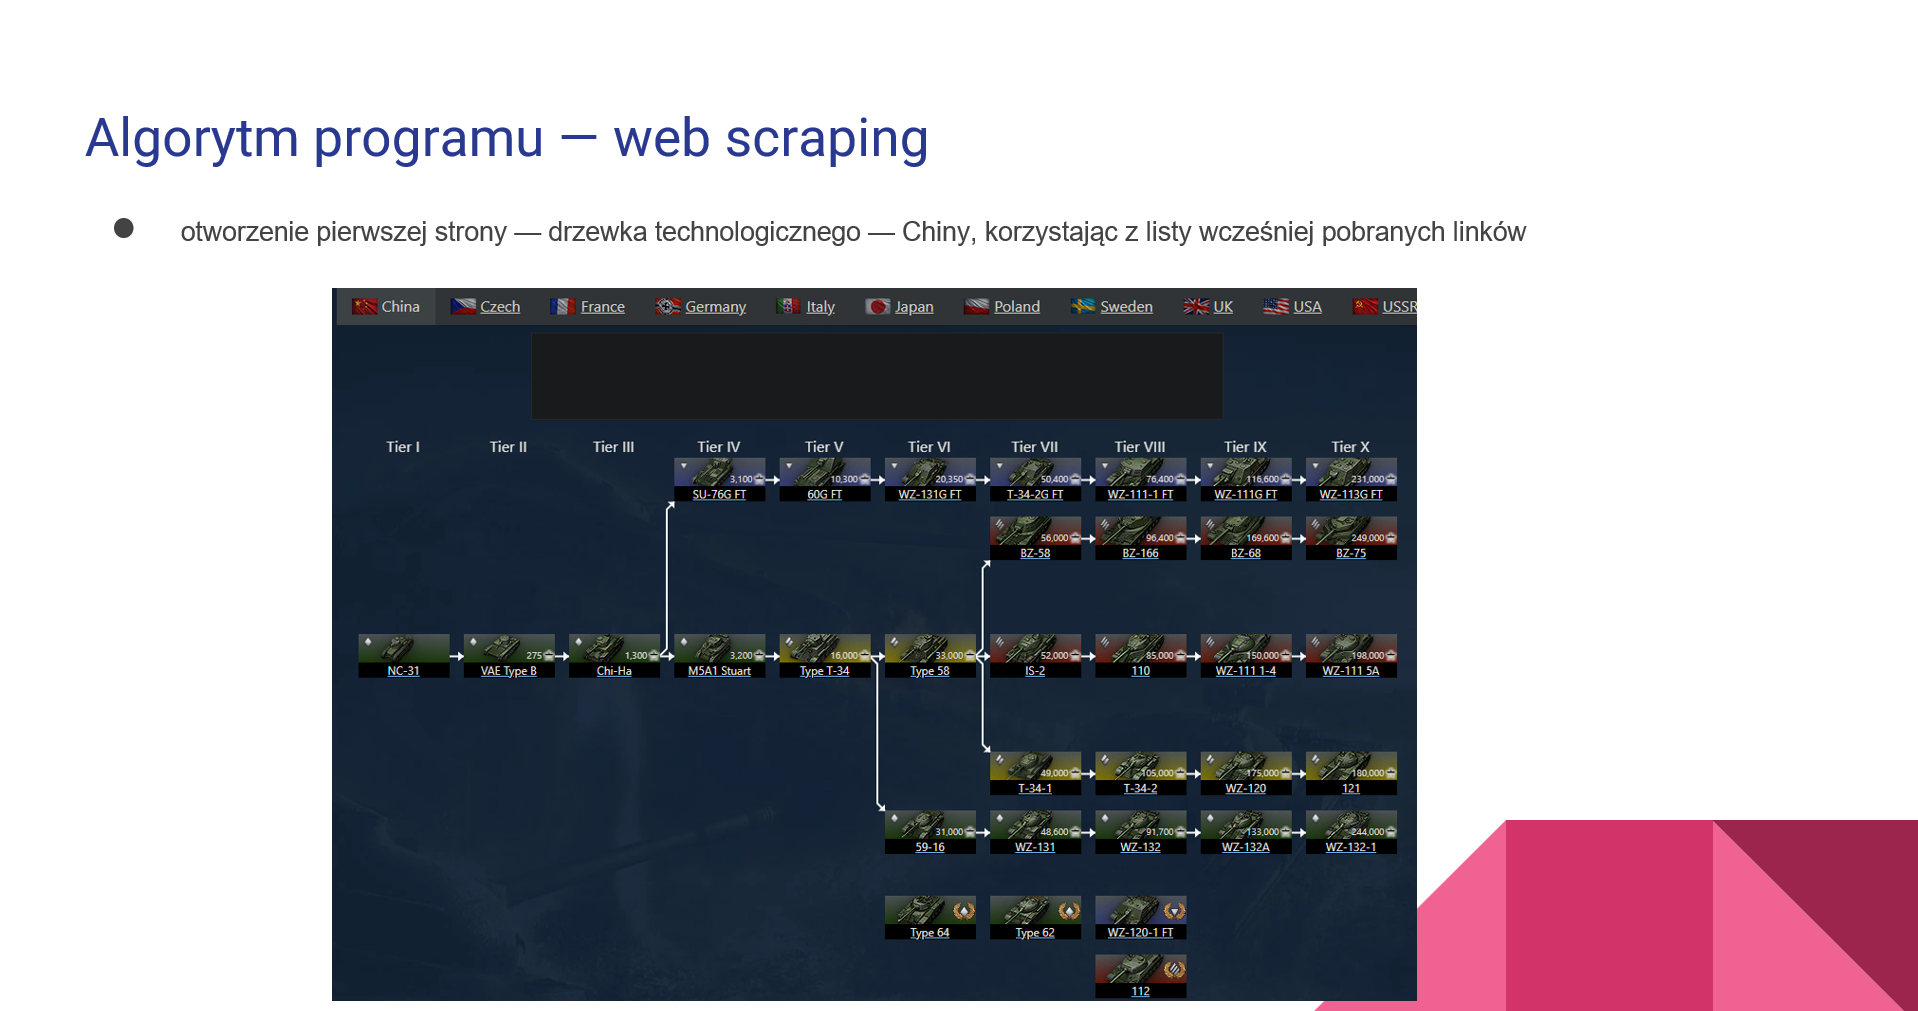 Algorytm programu — web scraping
● otworzenie pierwszej strony — drzewka technologicznego — Chiny, korzystając z listy wcześniej pobranych linków
China Czech France Germany Italy Japan Poland Sweden UK USA USSR
Tier I Tier II Tier III Tier IV Tier V Tier VI Tier VII Tier VIII Tier IX Tier X
3,100 10,300 20,350 50,400 76,400 116,600 231,000
SU-76G FT 60G FT WZ-131G FT T-34-2G FT WZ-111-1 FT WZ-111G FT WZ-113G FT
56,000 96,400 169,600 249,000
BZ-58 BZ-166 BZ-68 BZ-75
275 1,300 3,200 16,000 33,000 52,000 85,000 150,000 198,000
NC-31 VAE Type B Chi-Ha M5A1 Stuart Type T-34 Type 58 IS-2 110 WZ-111 1-4 WZ-111 5A
49,000 105,000 175,000 180,000
T-34-1 T-34-2 WZ-120 121
31,000 48,600 91,700 133,000 244,000
59-16 WZ-131 WZ-132 WZ-132A WZ-132-1
Type 64 Type 62 WZ-120-1 FT
112